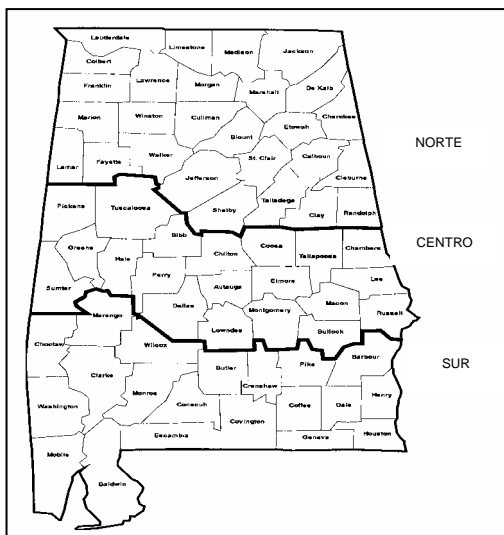 Lauderdale
Limestone Madison Jackson
Colbert
Franklin Lawrence Morgan Marshall De Kalb
Marion Winston Cullman Etowah Cherokee
Blount
Lamar Fayette Walker St. Clair Calhoun
Jefferson Cleburne
Shelby Talladega Clay Randolph
NORTE
Pickens Tuscaloosa
Bibb Chilton Coosa Tallapoosa Chambers
CENTRO
Greene Hale Perry
Sumter Autauga Elmore Lee
Dallas Montgomery Macon Russell
Marengo Lowndes Bullock
Choctaw Wilcox Butler Pike Barbour
SUR
Clarke Crenshaw
Monroe Conecuh Coffee Dale Henry
Washington Covington
Escambia Geneva Houston
Mobile
Baldwin